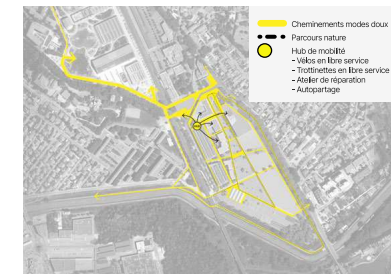 Cheminements modes doux
Parcours nature
Hub de mobilité
- Vélos en libre service
- Trottinettes en libre service
- Atelier de réparation
- Autopartage